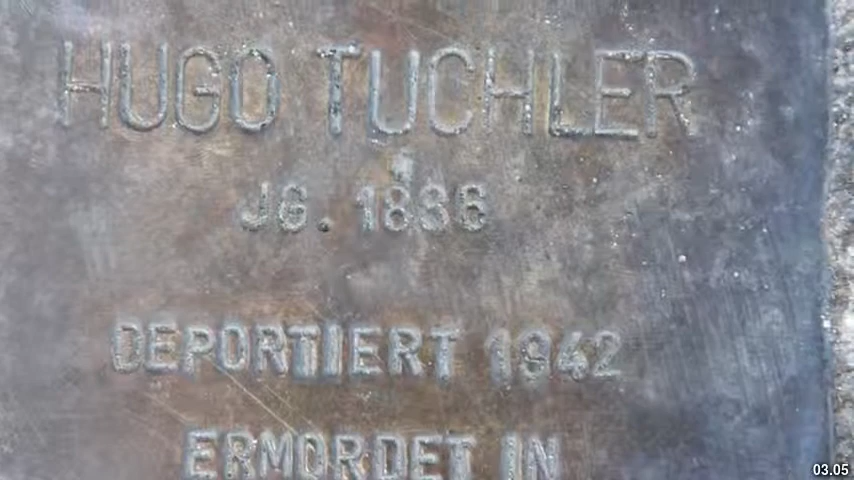 HUGO TUCHLER
JG. 1886
DEPORTIERT 1942
ERMORDET IN
03.05